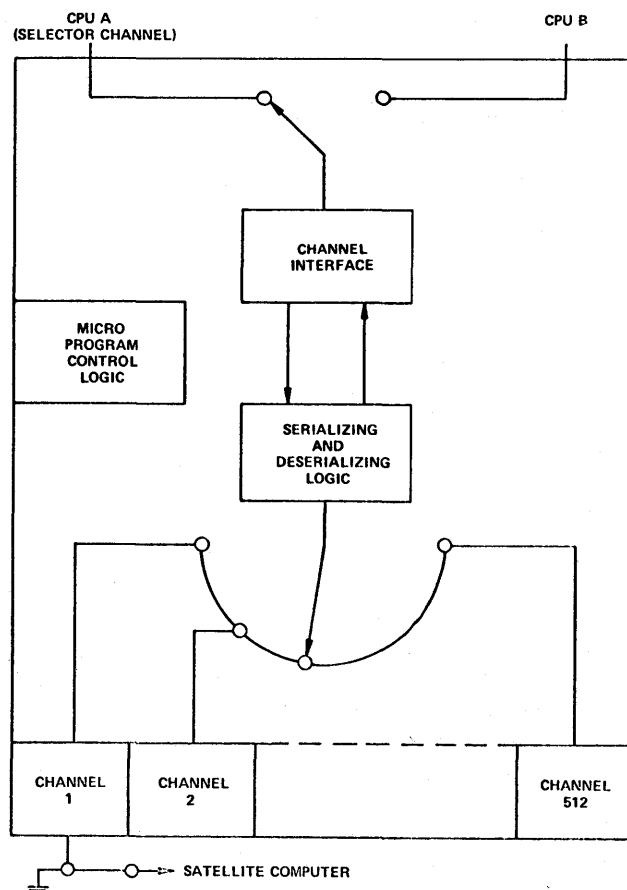 CPU A
(SELECTOR CHANNEL)
CPU B
CHANNEL
INTERFACE
MICRO
PROGRAM
CONTROL
LOGIC
SERIALIZING
AND
DESERIALIZING
LOGIC
CHANNEL
1
CHANNEL
2
CHANNEL
512
SATELLITE COMPUTER